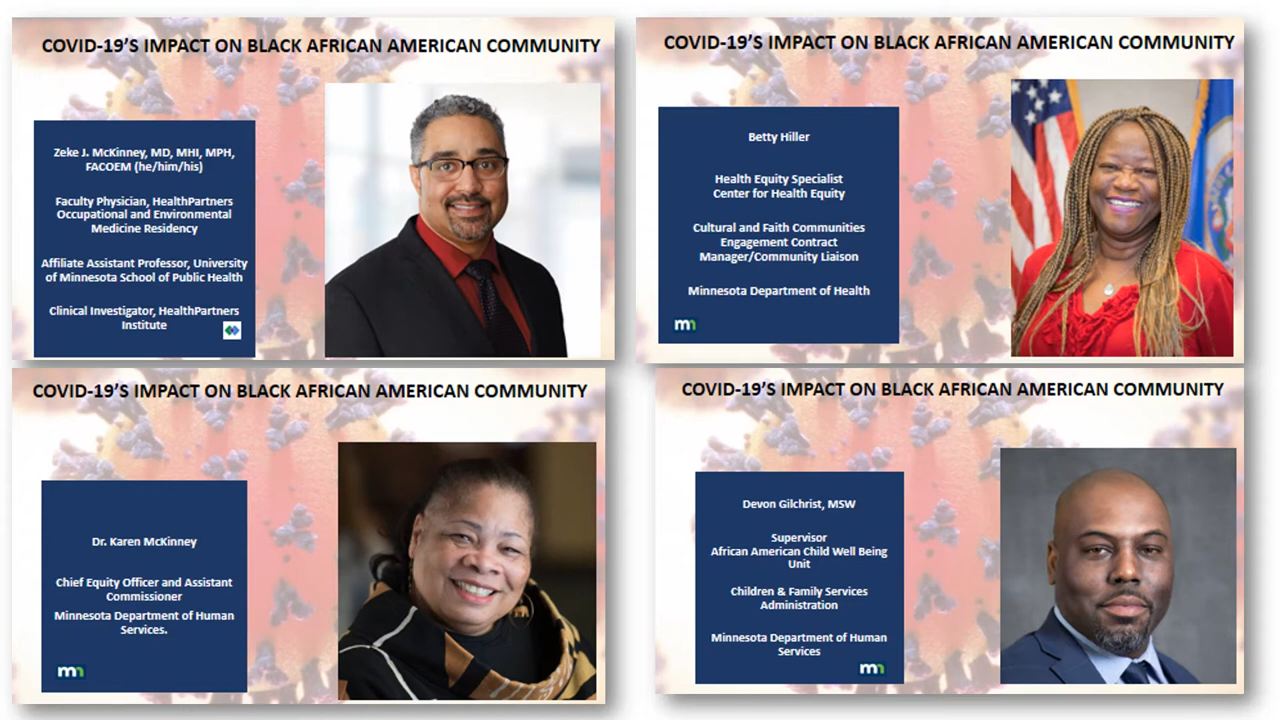 COVID-19'S IMPACT ON BLACK AFRICAN AMERICAN COMMUNITY
Zeke J. McKinney, MD, MHI, MPH,
FACOEM (he/him/his)
Faculty Physician, HealthPartners
Occupational and Environmental
Medicine Residency
Affiliate Assistant Professor, University
of Minnesota School of Public Health
Clinical Investigator, HealthPartners
Institute
COVID-19'S IMPACT ON BLACK AFRICAN AMERICAN COMMUNITY
Betty Hiller
Health Equity Specialist
Center for Health Equity
Cultural and Faith Communities
Engagement Contract
Manager/Community Liaison
Minnesota Department of Health
mn
COVID-19'S IMPACT ON BLACK AFRICAN AMERICAN COMMUNITY
Dr. Karen McKinney
Chief Equity Officer and Assistant
Commissioner
Minnesota Department of Human
Services.
mn
COVID-19'S IMPACT ON BLACK AFRICAN AMERICAN COMMUNITY
Devon Gilchrist, MSW
Supervisor
African American Child Well Being
Unit
Children & Family Services
Administration
Minnesota Department of Human
Services
mn